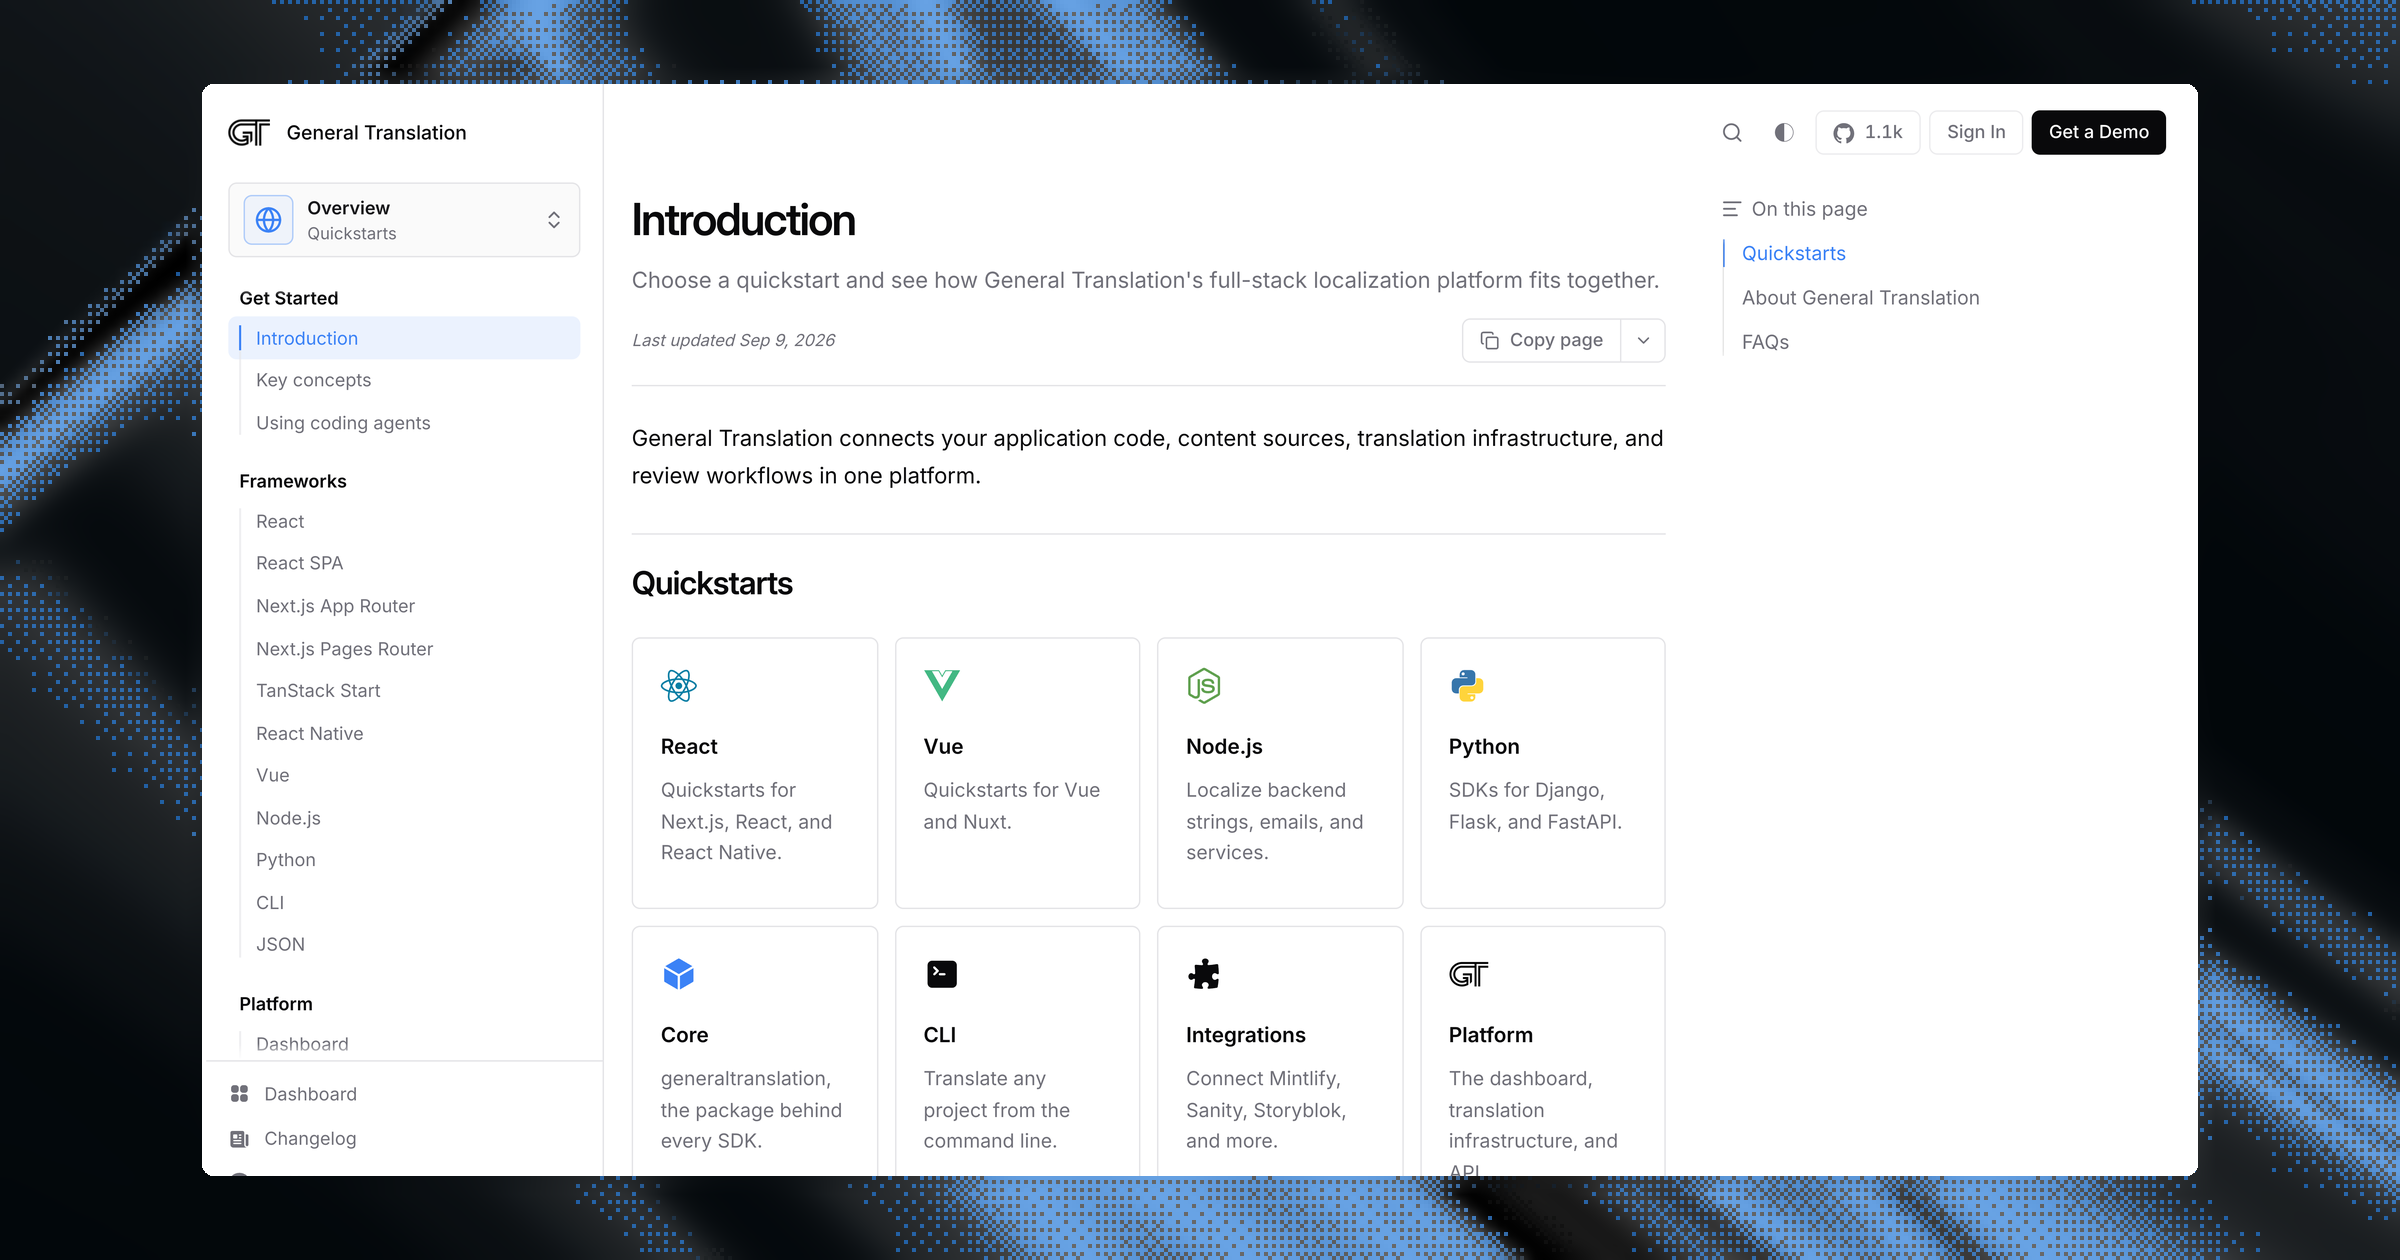 GT General Translation
Overview
Quickstarts
Get Started
Introduction
Key concepts
Using coding agents
Frameworks
React
React SPA
Next.js App Router
Next.js Pages Router
TanStack Start
React Native
Vue
Node.js
Python
CLI
JSON
Platform
Dashboard
Dashboard
Changelog
1.1k
Sign In
Get a Demo
Introduction
Choose a quickstart and see how General Translation's full-stack localization platform fits together.
Last updated Sep 9, 2026
Copy page
General Translation connects your application code, content sources, translation infrastructure, and
review workflows in one platform.
Quickstarts
JS
React
Quickstarts for
Next.js, React, and
React Native.
Vue
Quickstarts for Vue
and Nuxt.
Node.js
Localize backend
strings, emails, and
services.
Python
SDKs for Django,
Flask, and FastAPI.
Core
generaltranslation,
the package behind
every SDK.
CLI
Translate any
project from the
command line.
Integrations
Connect Mintlify,
Sanity, Storyblok,
and more.
GT
Platform
The dashboard,
translation
infrastructure, and
API
On this page
Quickstarts
About General Translation
FAQs